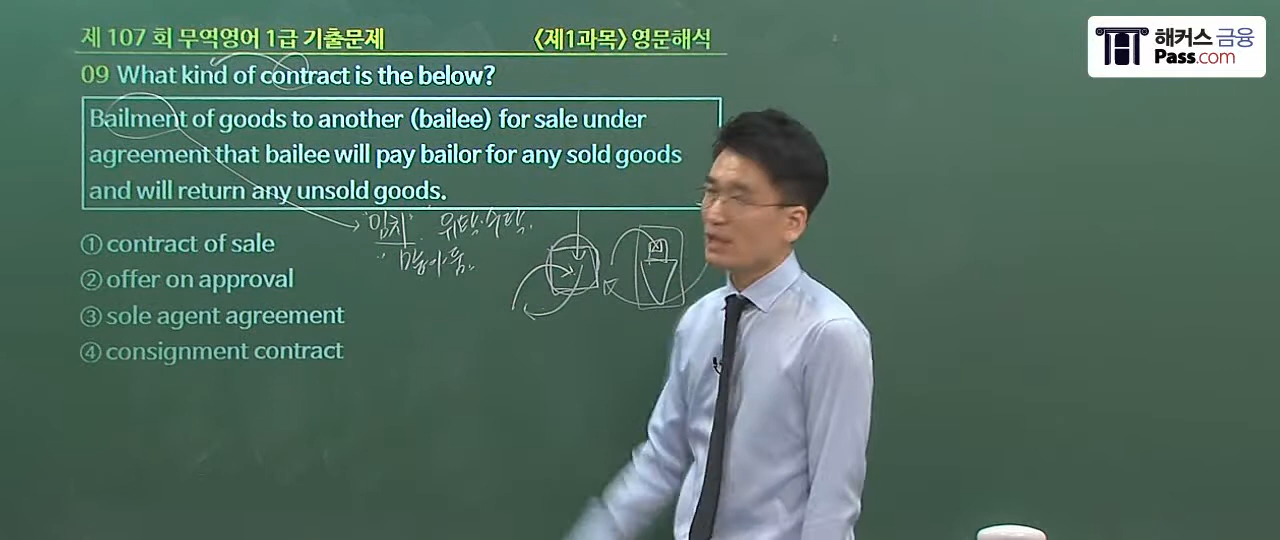 제 107 회 무역영어 1급 기출문제
〈제1과목〉 영문해석
해커스 금융
Pass.com
09 What kind of contract is the below?
Bailment of goods to another (bailee) for sale under
agreement that bailee will pay bailor for any sold goods
and will return any unsold goods.
"임치" 위탁·수탁.
① contract of sale
② offer on approval
③ sole agent agreement
④ consignment contract